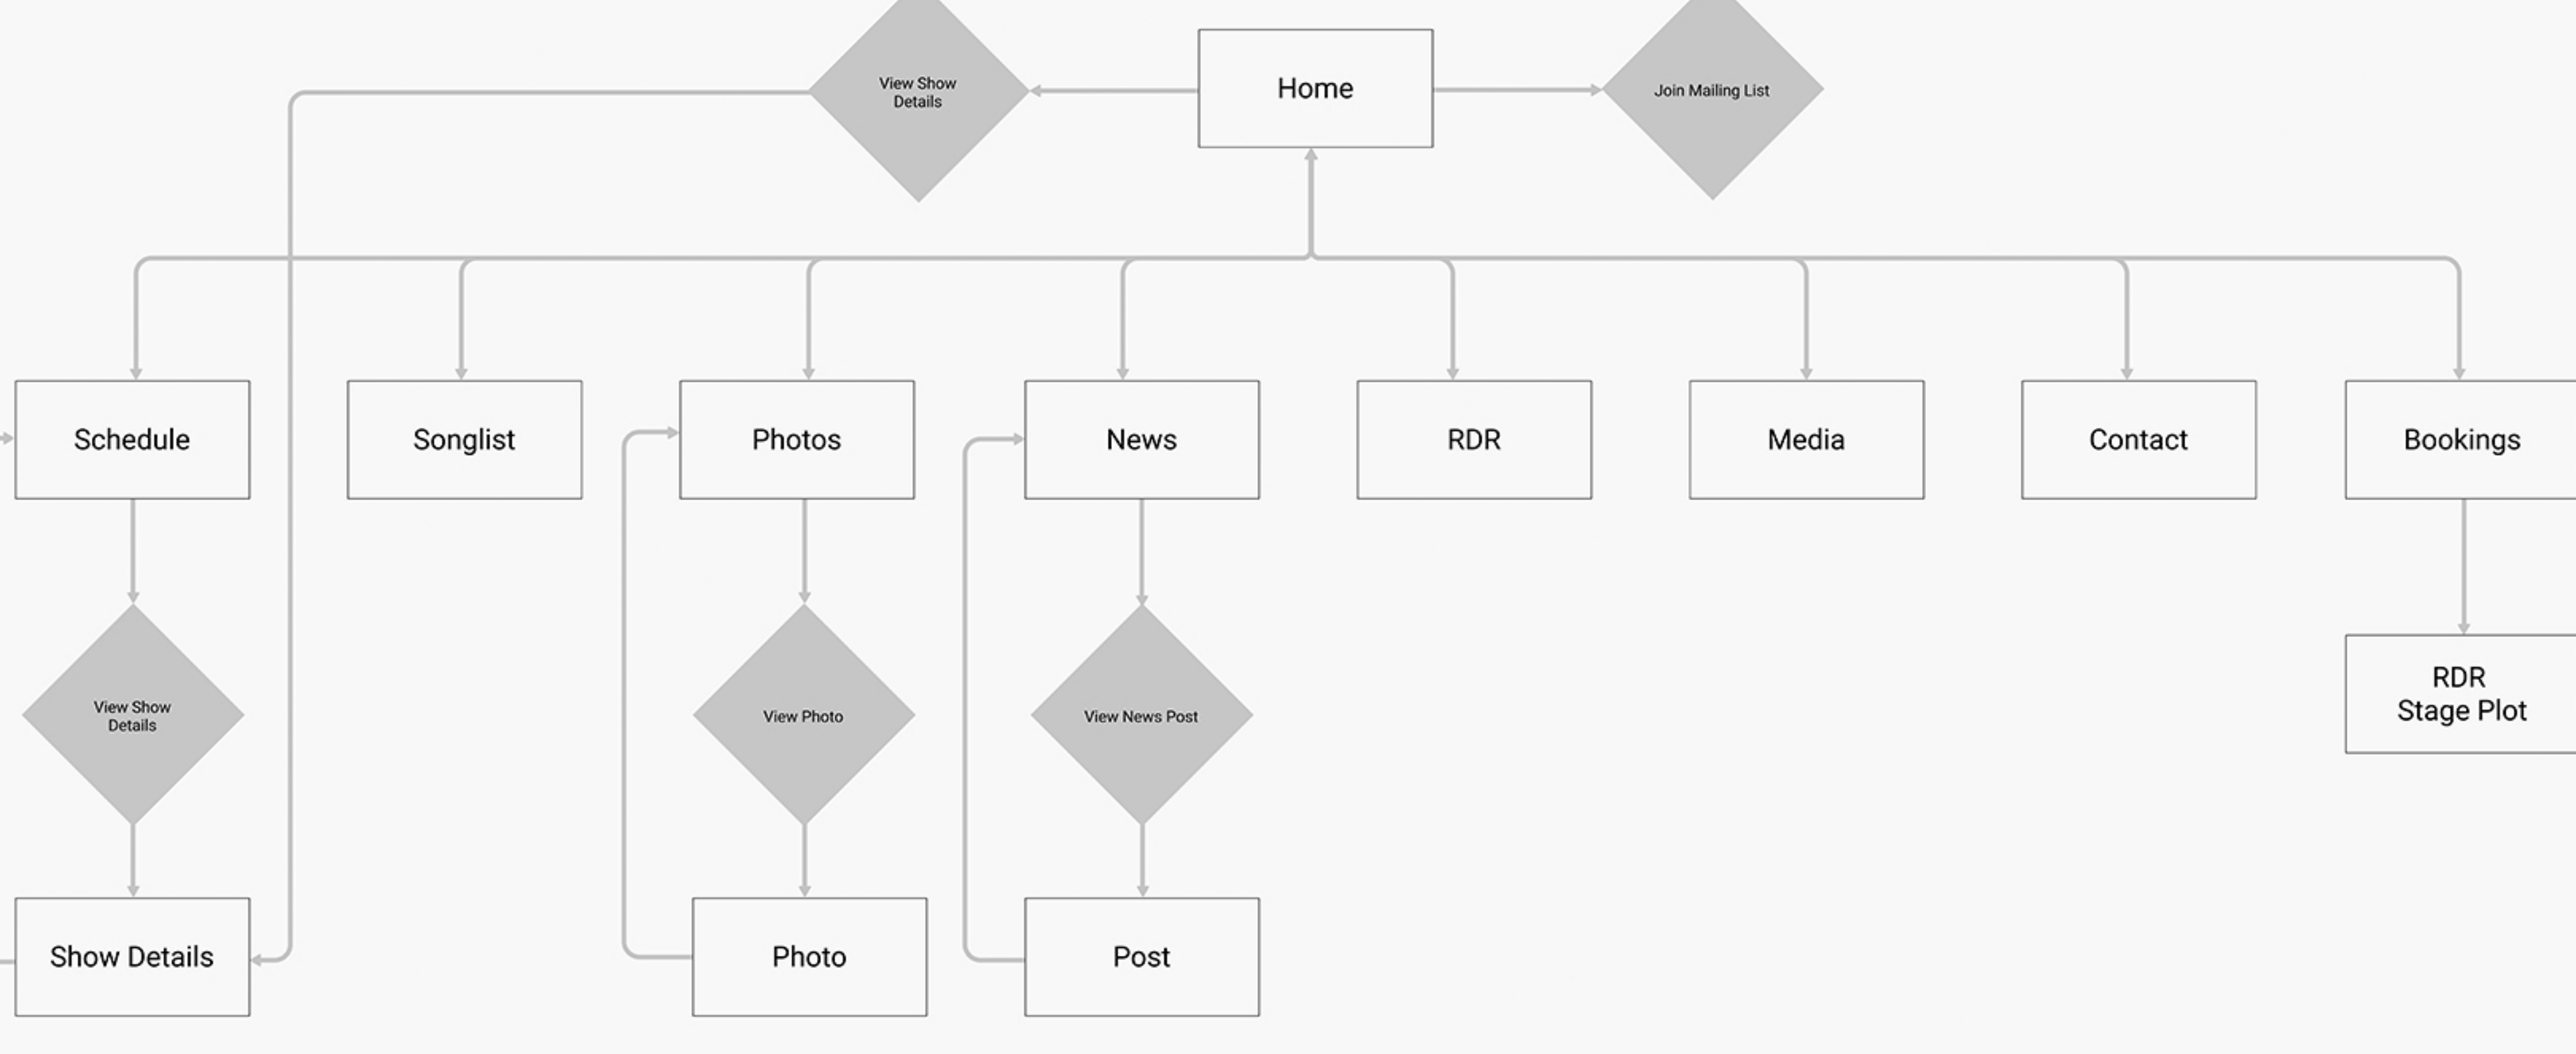 View Show
Details
Home
Join Mailing List
Schedule
Songlist
Photos
News
RDR
Media
Contact
Bookings
View Show
Details
View Photo
View News Post
RDR
Stage Plot
Show Details
Photo
Post